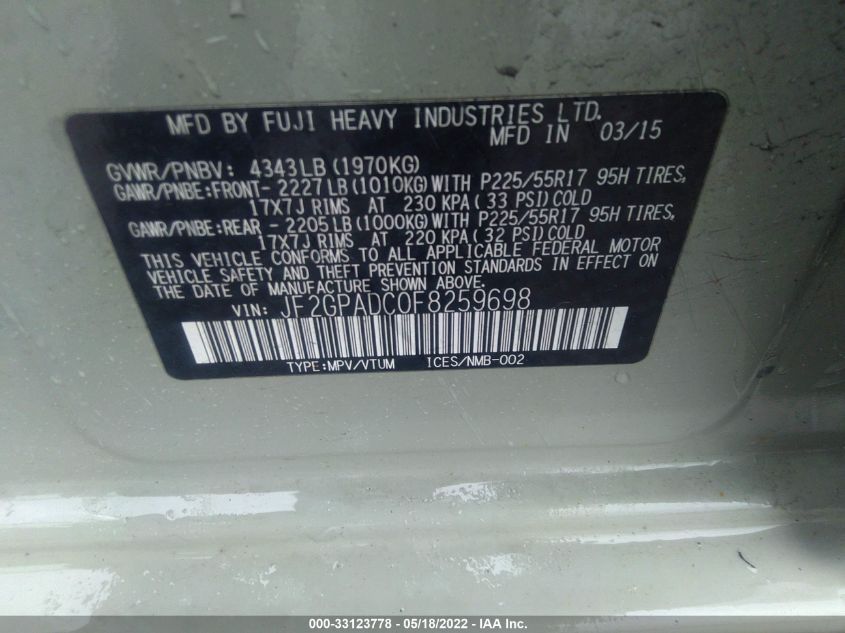 MFD BY FUJI HEAVY INDUSTRIES LTD.
MFD IN 03/15
GVWR/PNBV: 4343LB (1970KG)
GAWR/PNBE:FRONT- 2227LB (1010KG) WITH P225/55R17 95H TIRES,
17X7J RIMS AT 230 KPA ( 33 PSI) COLD
GAWR/PNBE:REAR - 2205LB (1000KG) WITH P225/55R17 95H TIRES,
17X7J RIMS AT 220 KPA ( 32 PSI) COLD
THIS VEHICLE CONFORMS TO ALL APPLICABLE FEDERAL MOTOR
VEHICLE SAFETY AND THEFT PREVENTION STANDARDS IN EFFECT ON
THE DATE OF MANUFACTURE SHOWN ABOVE.
VIN: JF2GPADC0F8259698
TYPE:MPV/VTUM ICES/NMB-002
000-33123778 - 05/18/2022 - IAA Inc.